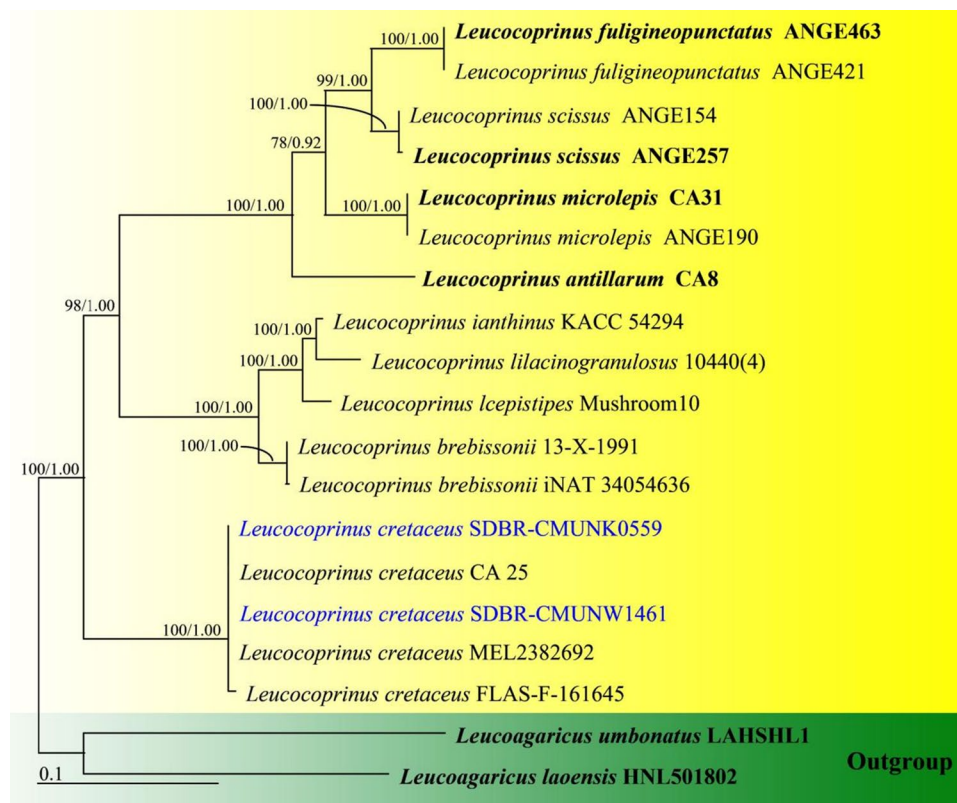 100/1.00 Leucocoprinus fuligineopunctatus ANGE463
Leucocoprinus fuligineopunctatus ANGE421
99/1.00
100/1.00 Leucocoprinus scissus ANGE154
78/0.92
Leucocoprinus scissus ANGE257
Leucocoprinus microlepis CA31
100/1.00 100/1.00
Leucocoprinus microlepis ANGE190
Leucocoprinus antillarum CA8
98/1.00
100/1.00 Leucocoprinus ianthinus KACC 54294
100/1.00 Leucocoprinus lilacinogranulosus 10440(4)
100/1.00 Leucocoprinus lcepistipes Mushroom10
100/1.00 Leucocoprinus brebissonii 13-X-1991
100/1.00
Leucocoprinus brebissonii iNAT 34054636
Leucocoprinus cretaceus SDBR-CMUNK0559
Leucocoprinus cretaceus CA 25
Leucocoprinus cretaceus SDBR-CMUNW1461
100/1.00
Leucocoprinus cretaceus MEL2382692
Leucocoprinus cretaceus FLAS-F-161645
Leucoagaricus umbonatus LAHSHL1
Outgroup
0.1 Leucoagaricus laoensis HNL501802